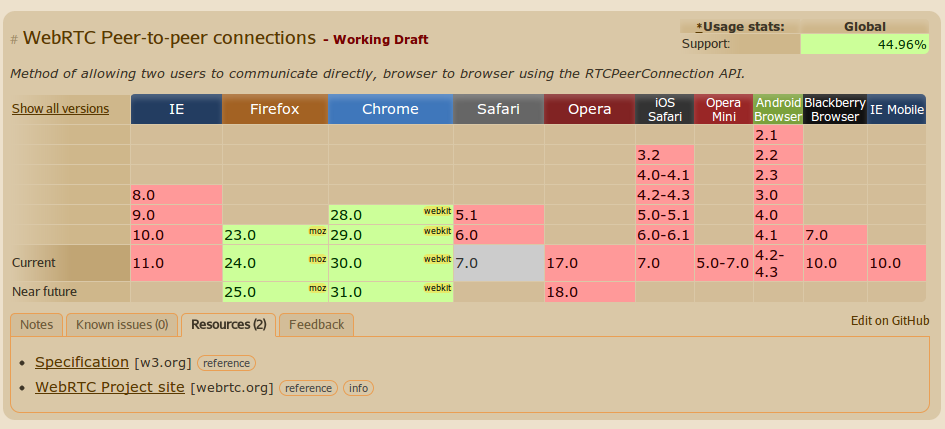 # WebRTC Peer-to-peer connections - Working Draft
*Usage stats: Global
Support: 44.96%
Method of allowing two users to communicate directly, browser to browser using the RTCPeerConnection API.
Show all versions IE Firefox Chrome Safari Opera iOS Safari Opera Mini Android Browser Blackberry Browser IE Mobile
2.1
3.2 2.2
4.0-4.1 2.3
8.0 4.2-4.3 3.0
9.0 28.0 webkit 5.1 5.0-5.1 4.0
10.0 23.0 moz 29.0 webkit 6.0 6.0-6.1 4.1 7.0
Current 11.0 24.0 moz 30.0 webkit 7.0 17.0 7.0 5.0-7.0 4.2-4.3 10.0 10.0
Near future 25.0 moz 31.0 webkit 18.0
Notes Known issues (0) Resources (2) Feedback Edit on GitHub
• Specification [w3.org] reference
• WebRTC Project site [webrtc.org] reference info